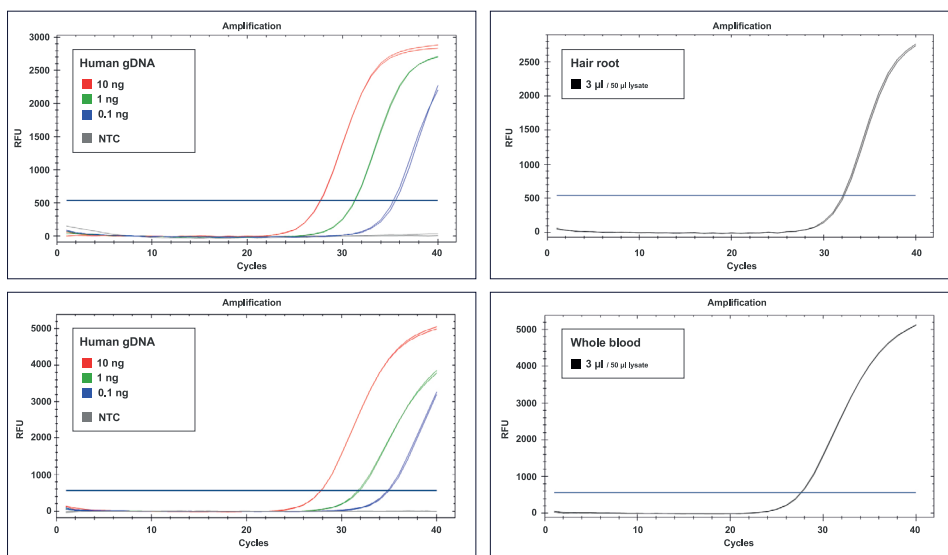 Amplification
3000
2500
2000
1500
1000
500
0
RFU
Human gDNA
10 ng
1 ng
0.1 ng
NTC
0 10 20 30 40
Cycles
Amplification
2500
2000
1500
1000
500
0
RFU
Hair root
3 µl / 50 µl lysate
0 10 20 30 40
Cycles
Amplification
5000
4000
3000
2000
1000
0
RFU
Human gDNA
10 ng
1 ng
0.1 ng
NTC
0 10 20 30 40
Cycles
Amplification
5000
4000
3000
2000
1000
0
RFU
Whole blood
3 µl / 50 µl lysate
0 10 20 30 40
Cycles